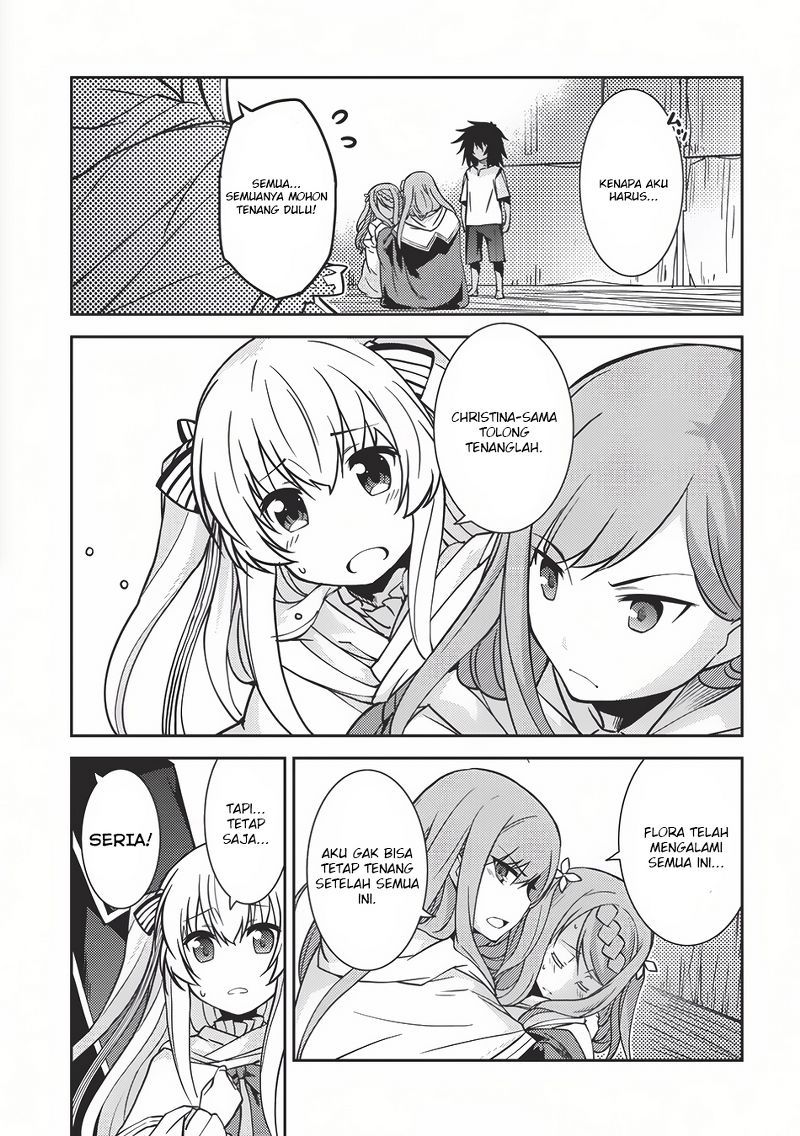 KENAPA AKU
HARUS...
SEMUA...
SEMUANYA MOHON
TENANG DULU!
CHRISTINA-SAMA
TOLONG
TENANGLAH.
FLORA TELAH
MENGALAMI
SEMUA INI...
AKU GAK BISA
TETAP TENANG
SETELAH SEMUA
INI.
TAPI...
TETAP
SAJA...
SERIA!